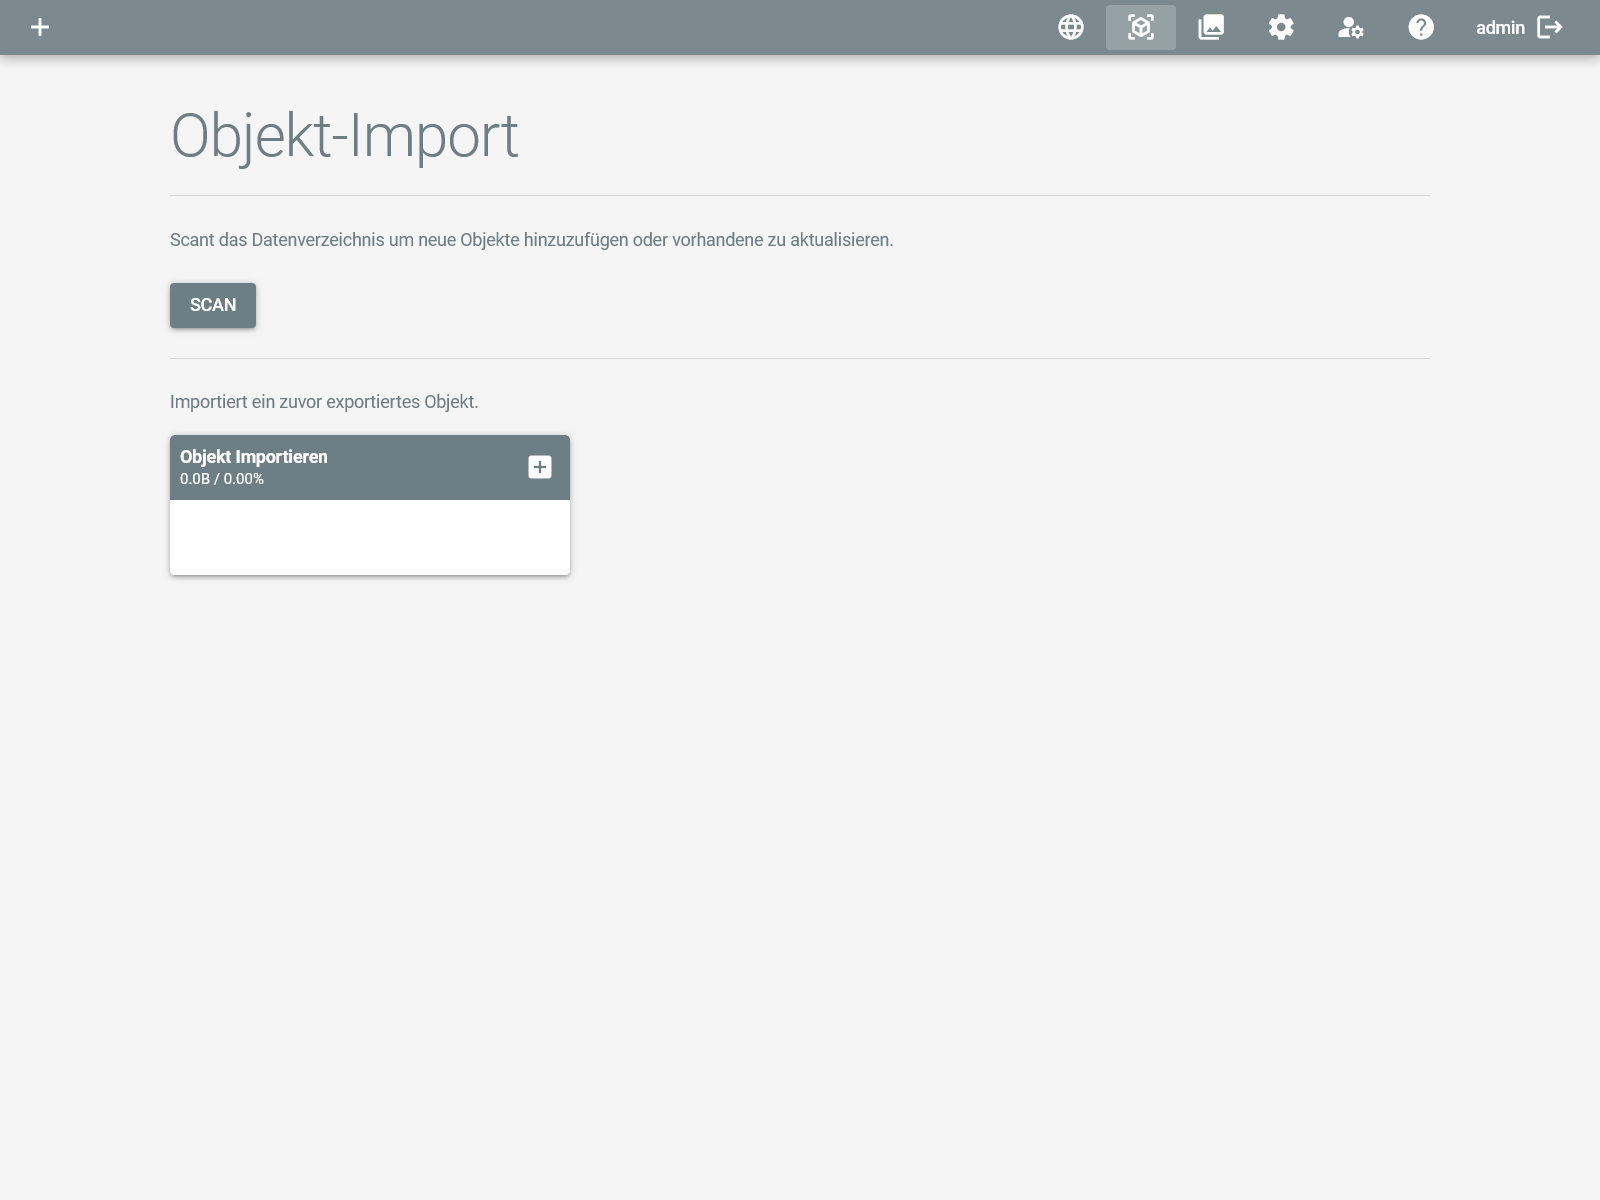 admin
Objekt-Import
Scant das Datenverzeichnis um neue Objekte hinzuzufügen oder vorhandene zu aktualisieren.
SCAN
Importiert ein zuvor exportiertes Objekt.
Objekt Importieren
0.0B / 0.00%